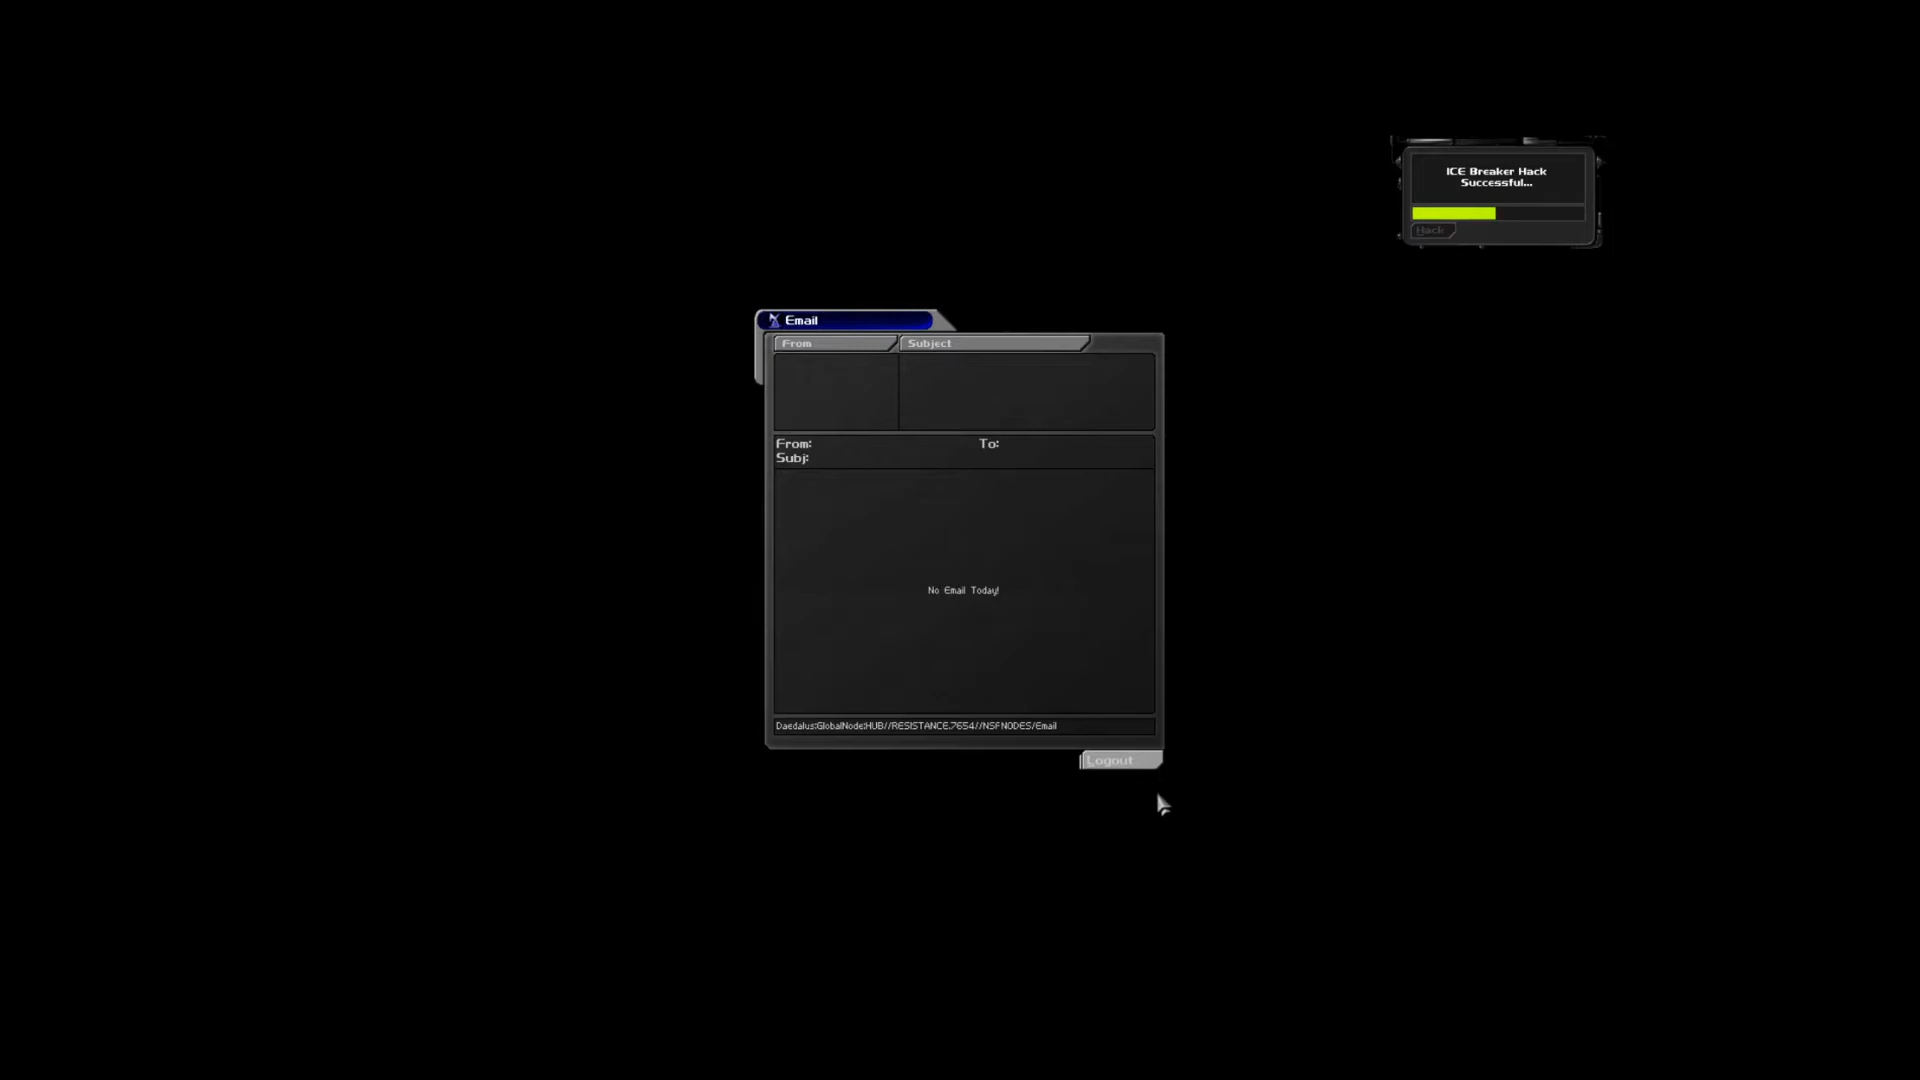 ICE Breaker Hack
Successful...
Hack
Email
From Subject
From: To:
Subj:
No Email Today!
Daedalus:GlobalNode:HUB//RESISTANCE.7654//NSFNODES/Email
Logout